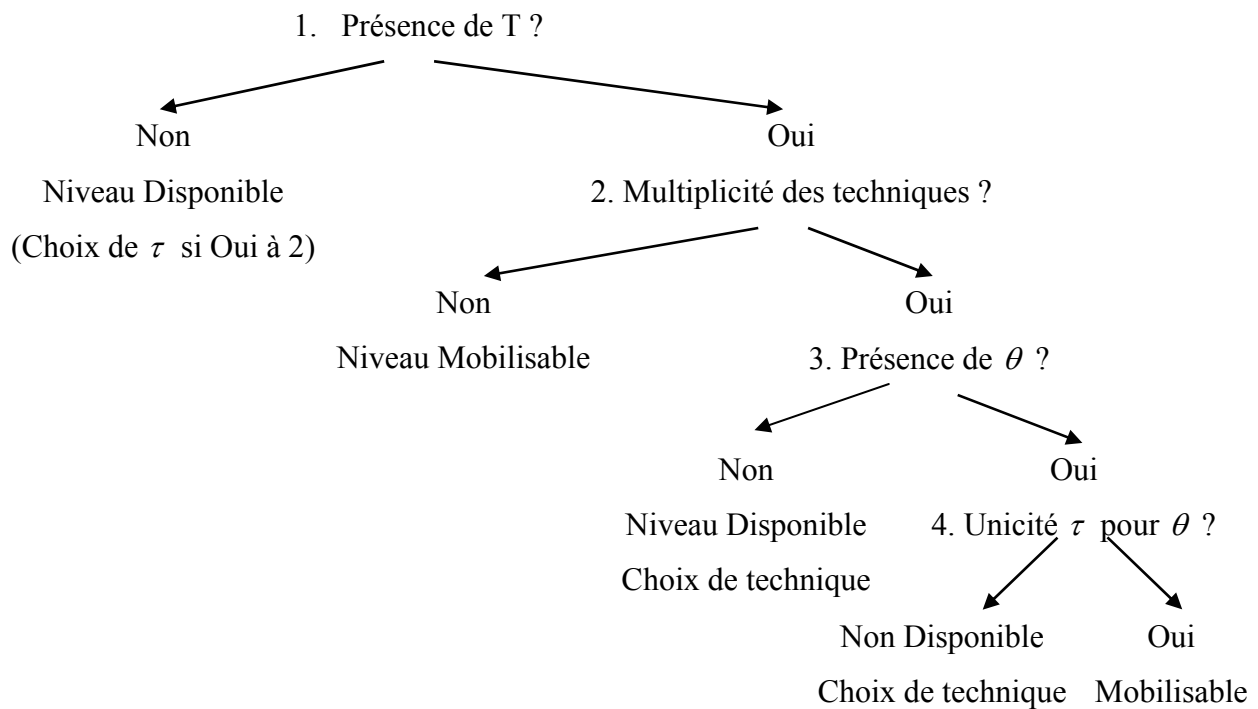 1. Présence de T ?
Non
Oui
Niveau Disponible
2. Multiplicité des techniques ?
(Choix de τ si Oui à 2)
Non
Oui
Niveau Mobilisable
3. Présence de θ ?
Non
Oui
Niveau Disponible
4. Unicité τ pour θ ?
Choix de technique
Non Disponible
Oui
Choix de technique
Mobilisable